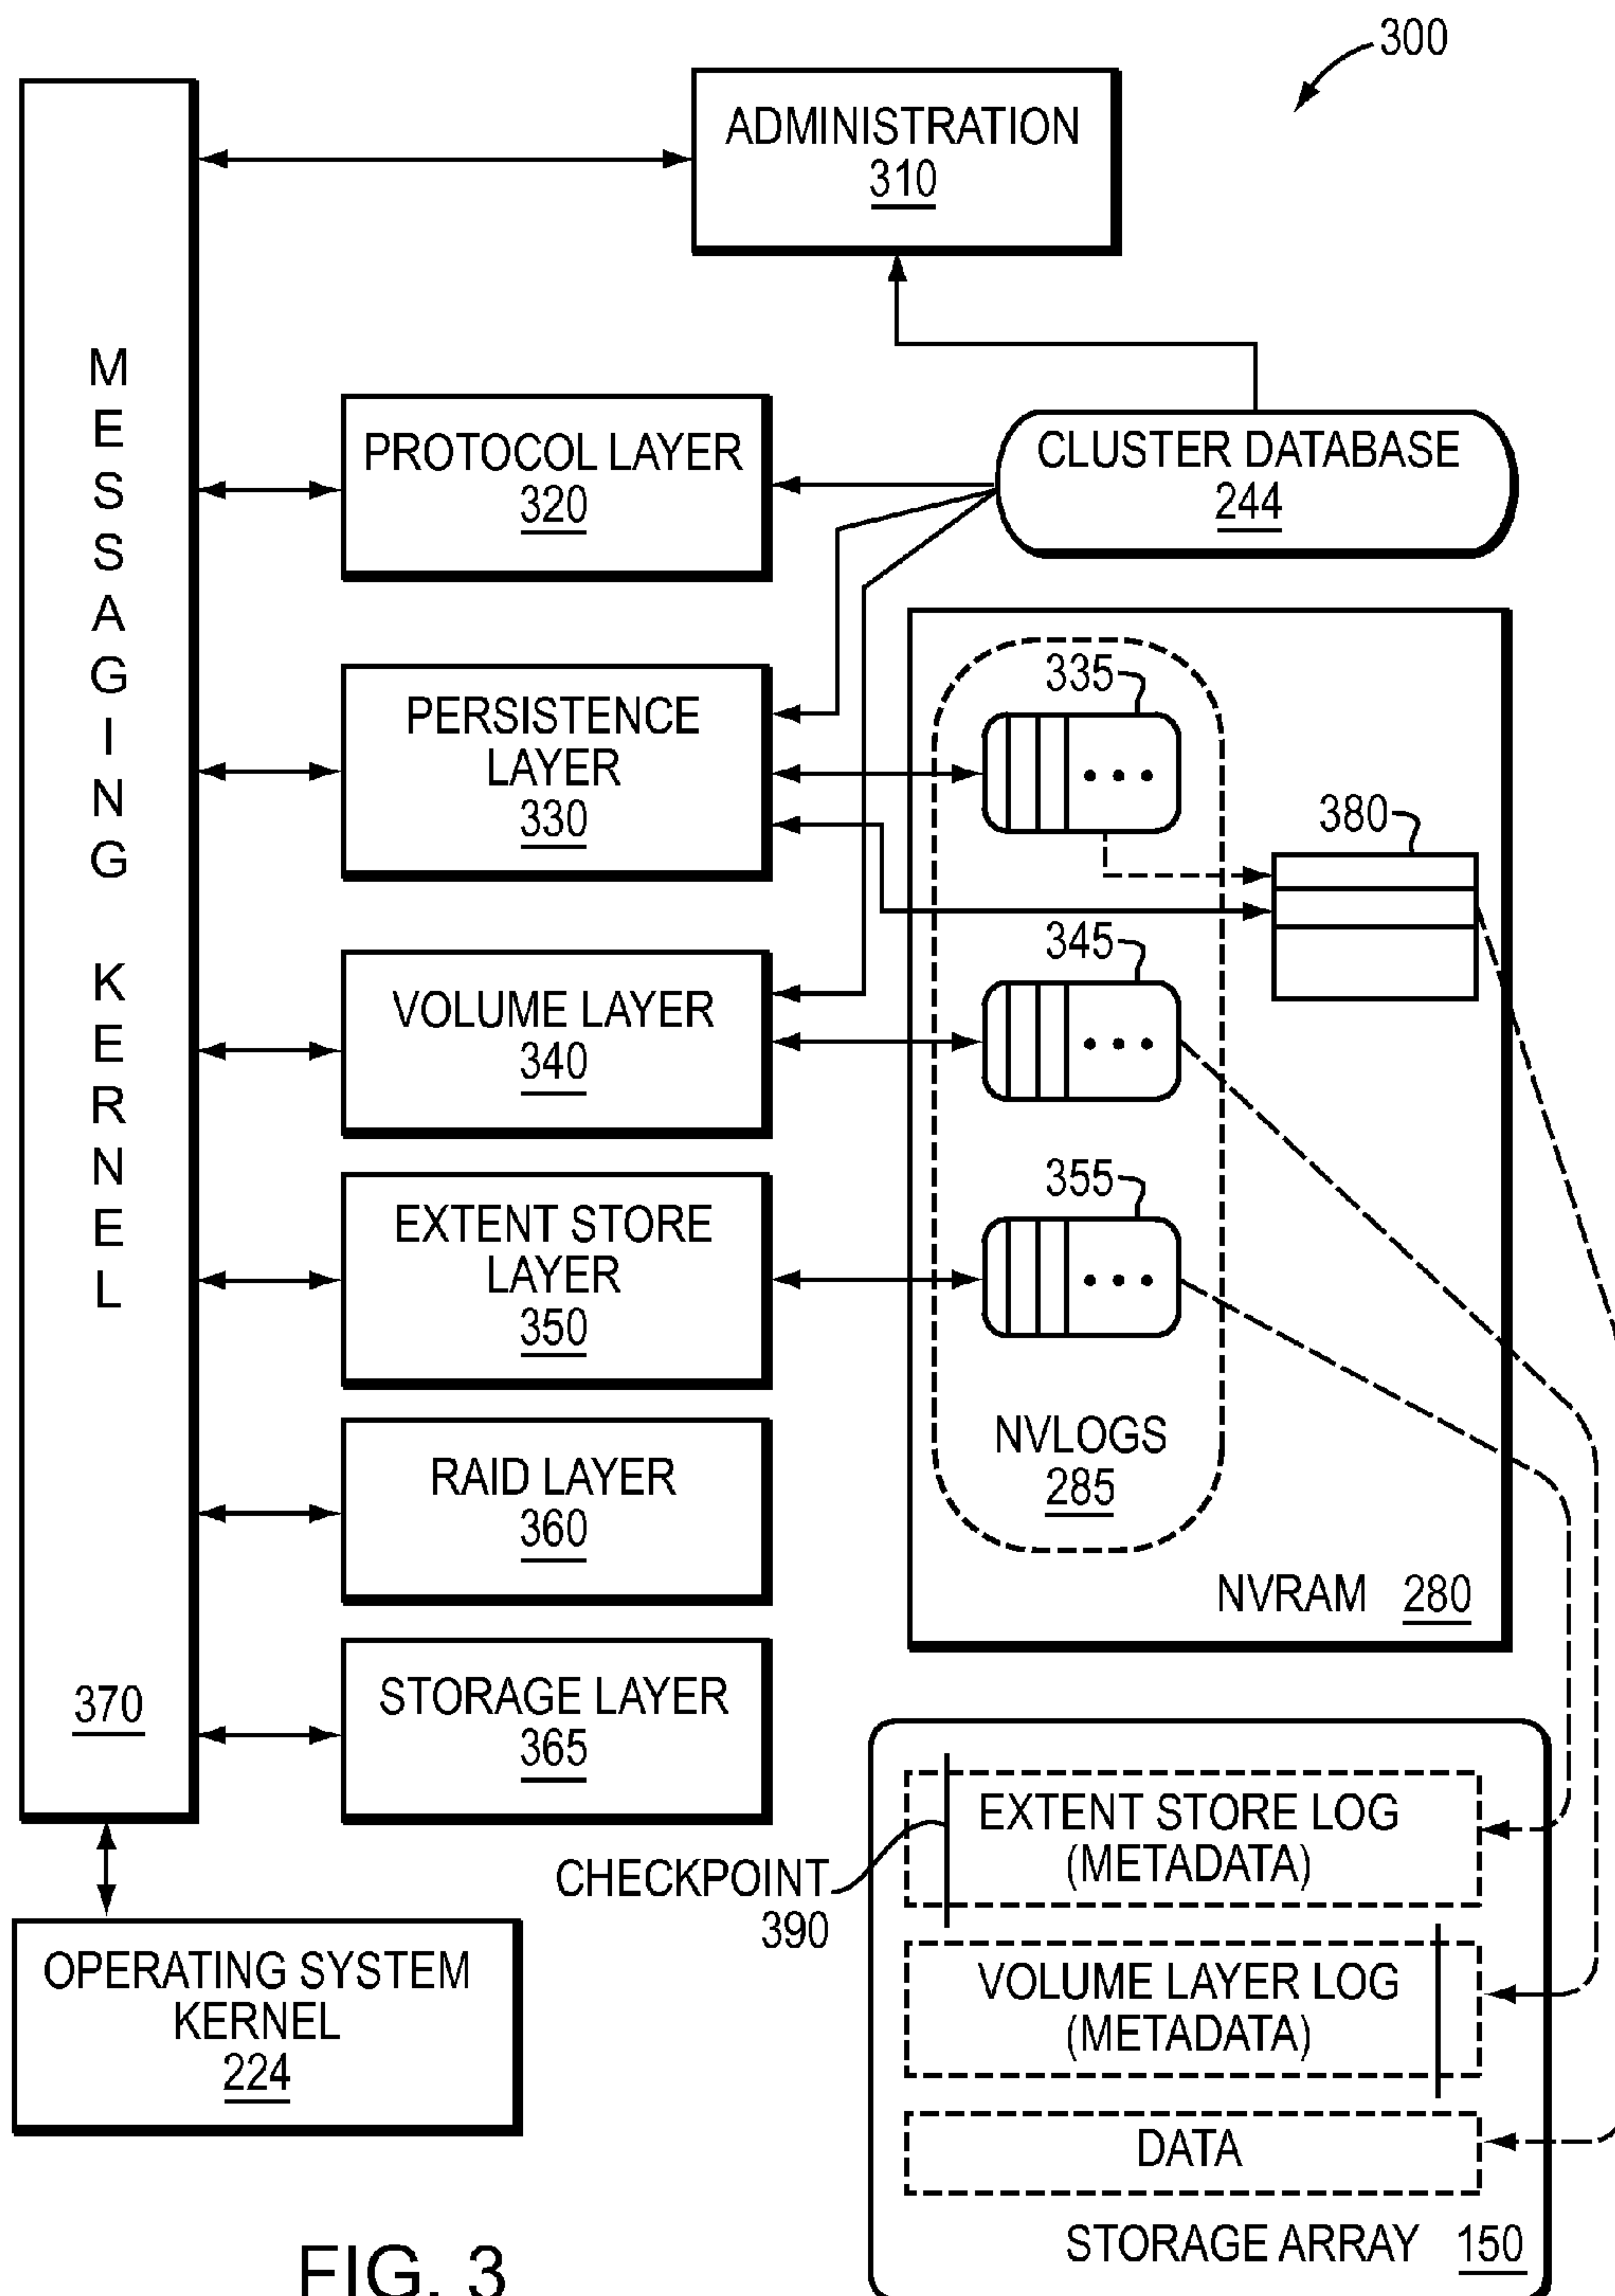 300
ADMINISTRATION
310
MESSAGING KERNEL
370
PROTOCOL LAYER
320
CLUSTER DATABASE
244
PERSISTENCE
LAYER
330
335
380
VOLUME LAYER
340
345
EXTENT STORE
LAYER
350
355
NVLOGS
285
RAID LAYER
360
NVRAM 280
STORAGE LAYER
365
EXTENT STORE LOG
(METADATA)
CHECKPOINT
390
VOLUME LAYER LOG
(METADATA)
DATA
STORAGE ARRAY 150
OPERATING SYSTEM
KERNEL
224
FIG. 3